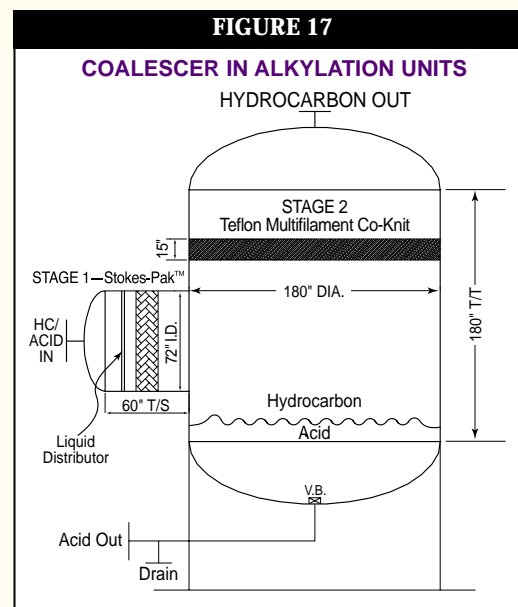 FIGURE 17
COALESCER IN ALKYLATION UNITS
HYDROCARBON OUT
STAGE 2
Teflon Multifilament Co-Knit
15"
STAGE 1—Stokes-Pak™
180" DIA.
180" T/T
HC/
ACID
IN
72" I.D.
60" T/S
Hydrocarbon
Acid
Liquid
Distributor
V.B.
Acid Out
Drain